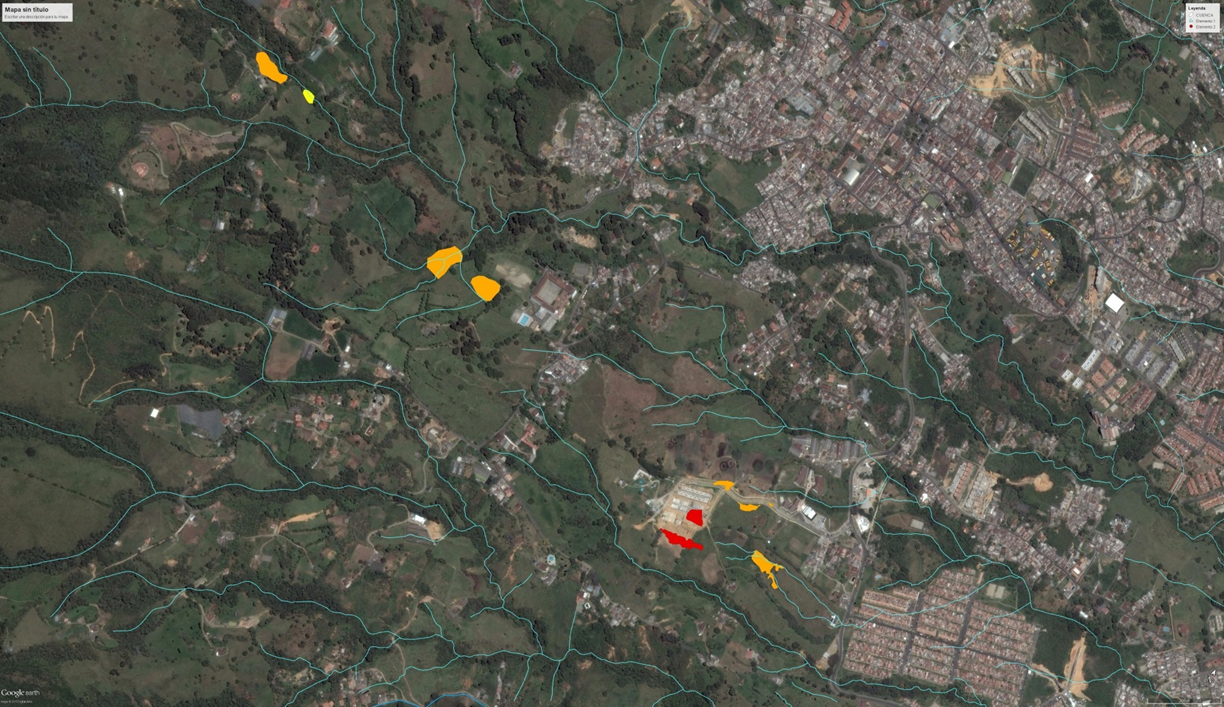 Mapa sin título
Escribe una descripción para tu mapa.
Leyenda
CUENCA
Elemento 1
Elemento 2
Google earth